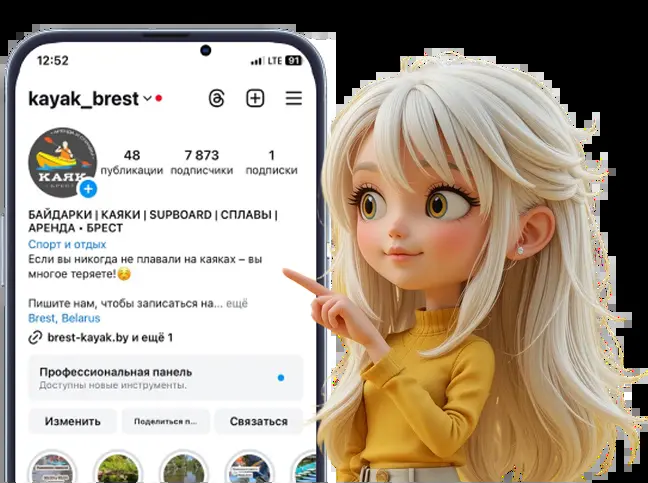 12:52
LTE 91
kayak_brest
КАЯК
БРЕСТ
48
7 873
1
публикации
подписчики
подписки
БАЙДАРКИ | КАЯКИ | SUPBOARD | СПЛАВЫ |
АРЕНДА • БРЕСТ
Спорт и отдых
Если вы никогда не плавали на каяках – вы
многое теряете!😚
Пишите нам, чтобы записаться на... ещё
Brest, Belarus
brest-kayak.by и ещё 1
Профессиональная панель
Доступны новые инструменты.
Изменить
Поделиться п...
Связаться